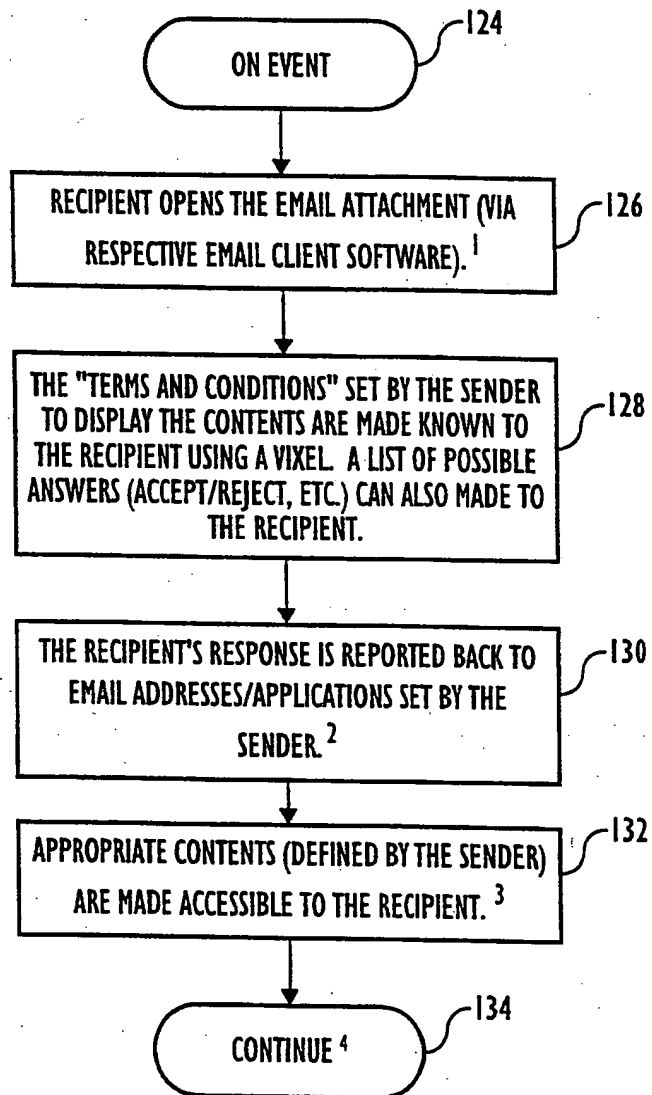 124
ON EVENT
RECIPIENT OPENS THE EMAIL ATTACHMENT (VIA
RESPECTIVE EMAIL CLIENT SOFTWARE). 1
126
THE "TERMS AND CONDITIONS" SET BY THE SENDER
TO DISPLAY THE CONTENTS ARE MADE KNOWN TO
THE RECIPIENT USING A VIXEL. A LIST OF POSSIBLE
ANSWERS (ACCEPT/REJECT, ETC.) CAN ALSO MADE TO
THE RECIPIENT.
128
THE RECIPIENT'S RESPONSE IS REPORTED BACK TO
EMAIL ADDRESSES/APPLICATIONS SET BY THE
SENDER. 2
130
APPROPRIATE CONTENTS (DEFINED BY THE SENDER)
ARE MADE ACCESSIBLE TO THE RECIPIENT. 3
132
CONTINUE 4
134